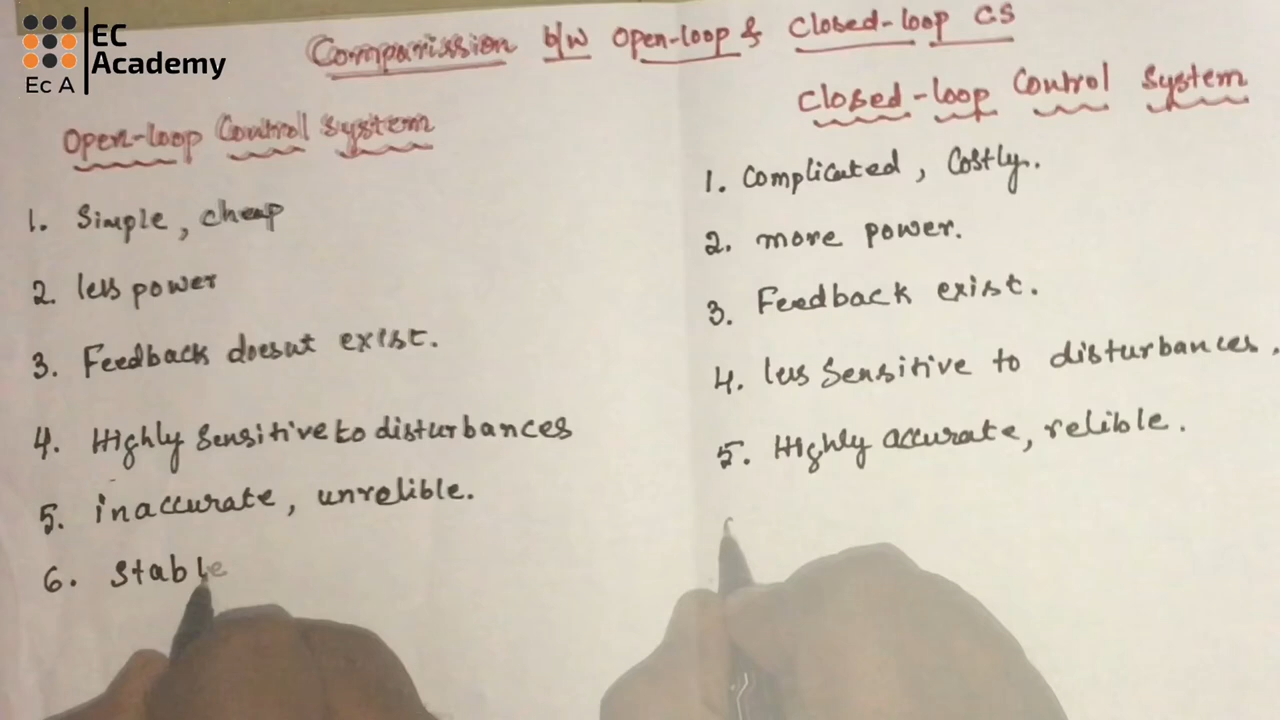 EC
Academy
Ec A
Comparission b/w open-loop & closed-loop CS
Open-loop Control System
1. Simple, cheap
2. less power
3. Feedback doesnt exist.
4. Highly Sensitive to disturbances
5. inaccurate, unrelible.
6. Stable
Closed-loop Control System
1. Complicated, Costly.
2. more power.
3. Feedback exist.
4. less Sensitive to disturbances.
5. Highly accurate, relible.